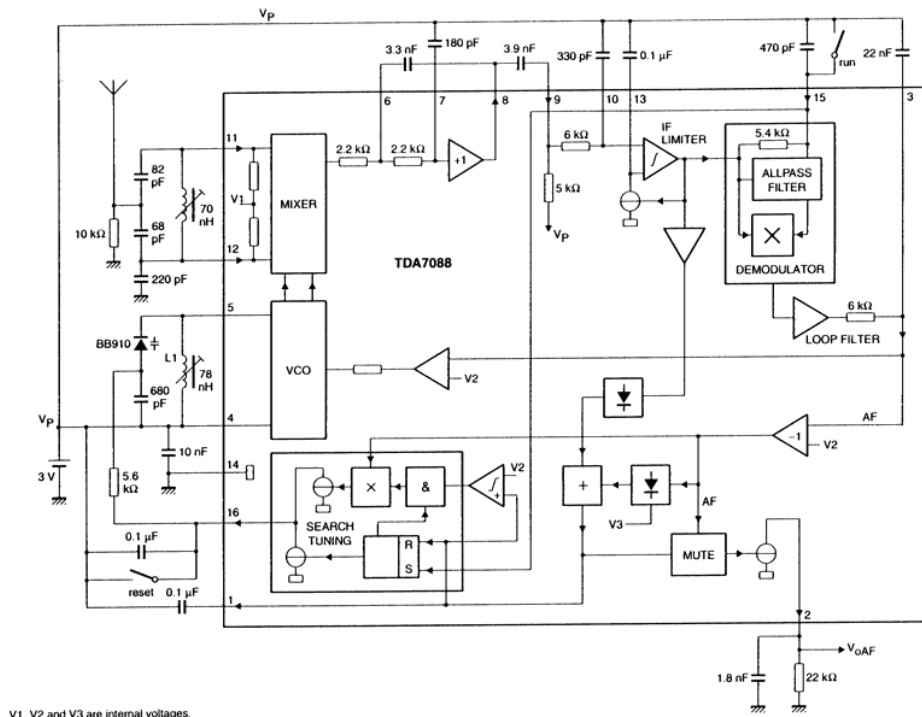 VP
3.3 nF
180 pF
3.9 nF
330 pF
0.1 µF
470 pF
run
22 nF
6
7
8
9
10
13
15
3
11
82 pF
70 nH
V1
MIXER
2.2 kΩ
2.2 kΩ
+1
6 kΩ
IF LIMITER
5.4 kΩ
ALLPASS FILTER
5 kΩ
VP
10 kΩ
68 pF
12
220 pF
TDA7088
DEMODULATOR
6 kΩ
LOOP FILTER
5
BB910
L1
78 nH
VCO
V2
680 pF
VP
4
AF
–1
V2
3 V
10 nF
14
5.6 kΩ
×
&
V2
+
+
AF
16
SEARCH TUNING
V3
R
S
MUTE
0.1 µF
reset
0.1 µF
1
2
VoAF
1.8 nF
22 kΩ
V1, V2 and V3 are internal voltages.